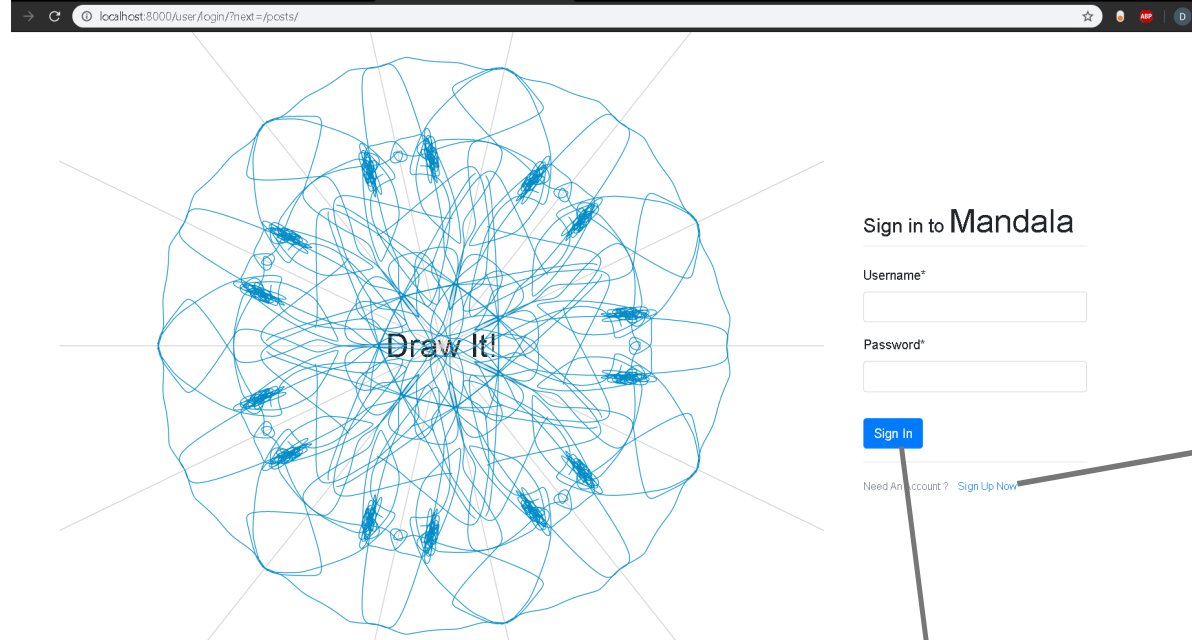 localhost:8000/user/login/?next=/posts/
ABP
D
Draw It!
Sign in to Mandala
Username*
Password*
Sign In
Need An Account ? Sign Up Now